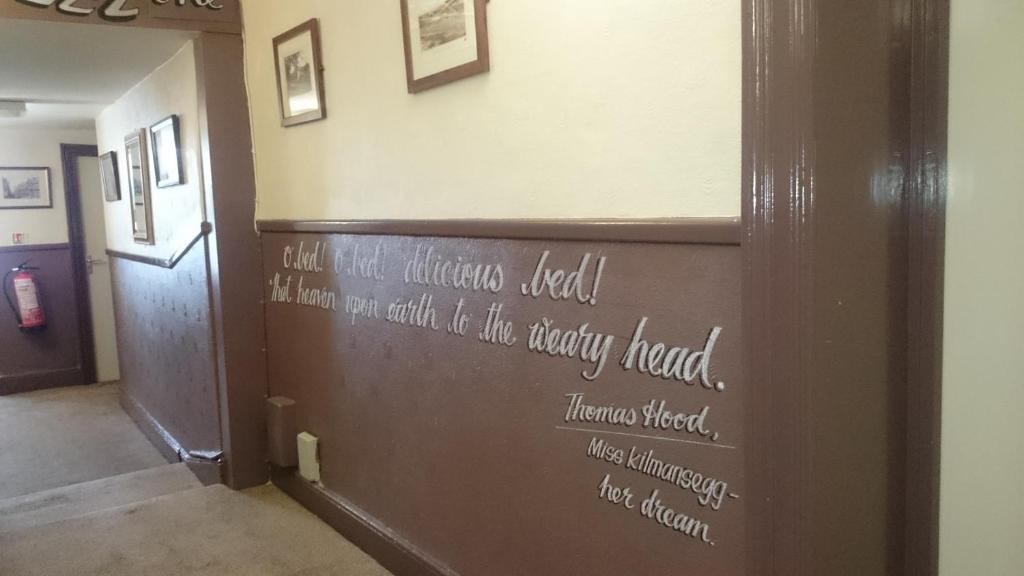 o' bed! o' bed! delicious bed!
That heaven upon earth to the weary head.
Thomas Hood,
Miss Kilmansegg -
her dream.